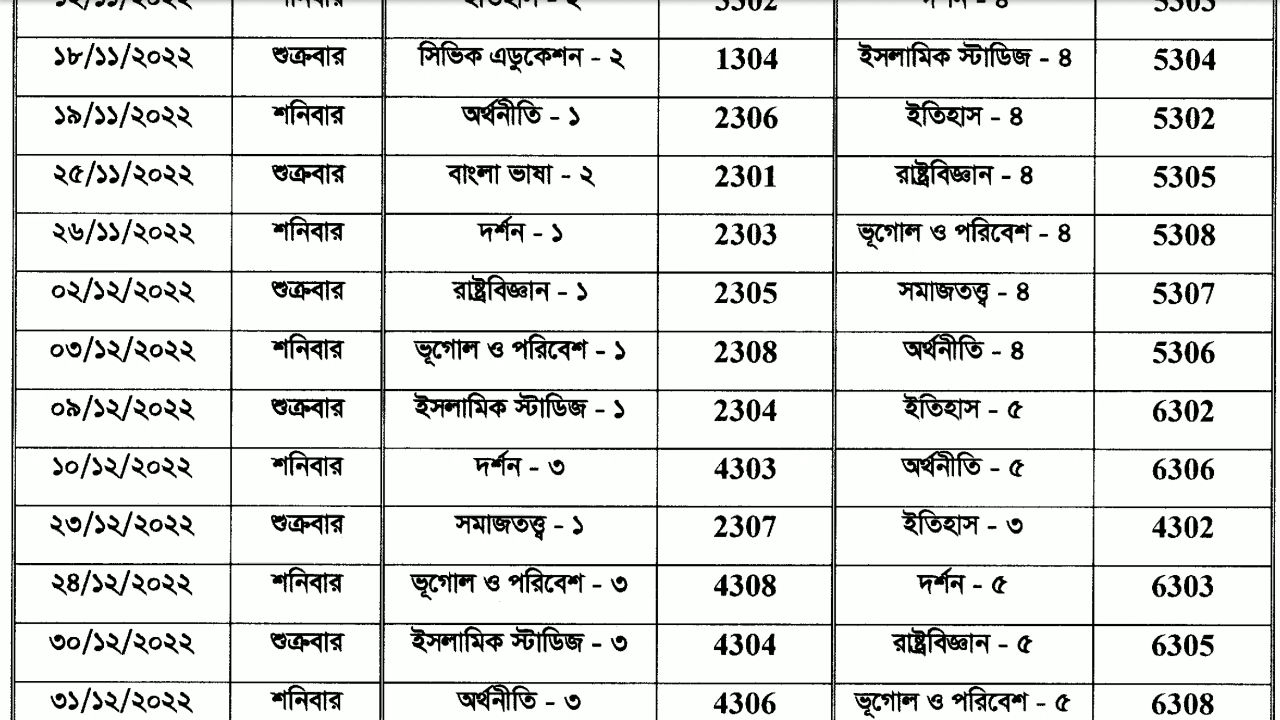 ১৮/১১/২০২২ শুক্রবার সিভিক এডুকেশন - ২ 1304 ইসলামিক স্টাডিজ - ৪ 5304
১৯/১১/২০২২ শনিবার অর্থনীতি - ১ 2306 ইতিহাস - ৪ 5302
২৫/১১/২০২২ শুক্রবার বাংলা ভাষা - ২ 2301 রাষ্ট্রবিজ্ঞান - ৪ 5305
২৬/১১/২০২২ শনিবার দর্শন - ১ 2303 ভূগোল ও পরিবেশ - ৪ 5308
০২/১২/২০২২ শুক্রবার রাষ্ট্রবিজ্ঞান - ১ 2305 সমাজতত্ত্ব - ৪ 5307
০৩/১২/২০২২ শনিবার ভূগোল ও পরিবেশ - ১ 2308 অর্থনীতি - ৪ 5306
০৯/১২/২০২২ শুক্রবার ইসলামিক স্টাডিজ - ১ 2304 ইতিহাস - ৫ 6302
১০/১২/২০২২ শনিবার দর্শন - ৩ 4303 অর্থনীতি - ৫ 6306
২৩/১২/২০২২ শুক্রবার সমাজতত্ত্ব - ১ 2307 ইতিহাস - ৩ 4302
২৪/১২/২০২২ শনিবার ভূগোল ও পরিবেশ - ৩ 4308 দর্শন - ৫ 6303
৩০/১২/২০২২ শুক্রবার ইসলামিক স্টাডিজ - ৩ 4304 রাষ্ট্রবিজ্ঞান - ৫ 6305
৩১/১২/২০২২ শনিবার অর্থনীতি - ৩ 4306 ভূগোল ও পরিবেশ - ৫ 6308